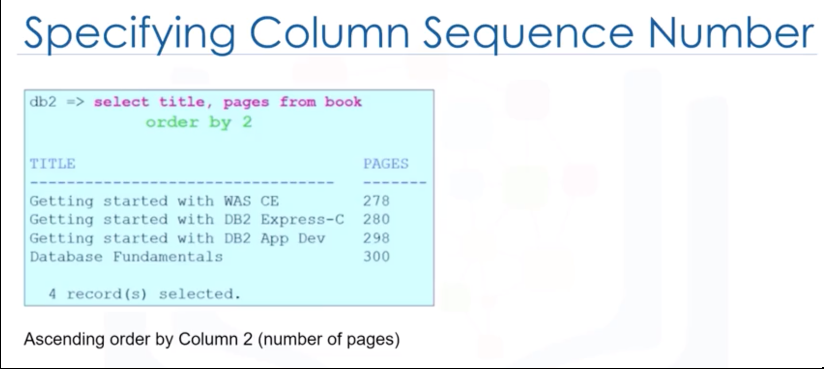 Specifying Column Sequence Number
db2 => select title, pages from book
order by 2
TITLE PAGES
--------------------------------- -------
Getting started with WAS CE 278
Getting started with DB2 Express-C 280
Getting started with DB2 App Dev 298
Database Fundamentals 300
4 record(s) selected.
Ascending order by Column 2 (number of pages)